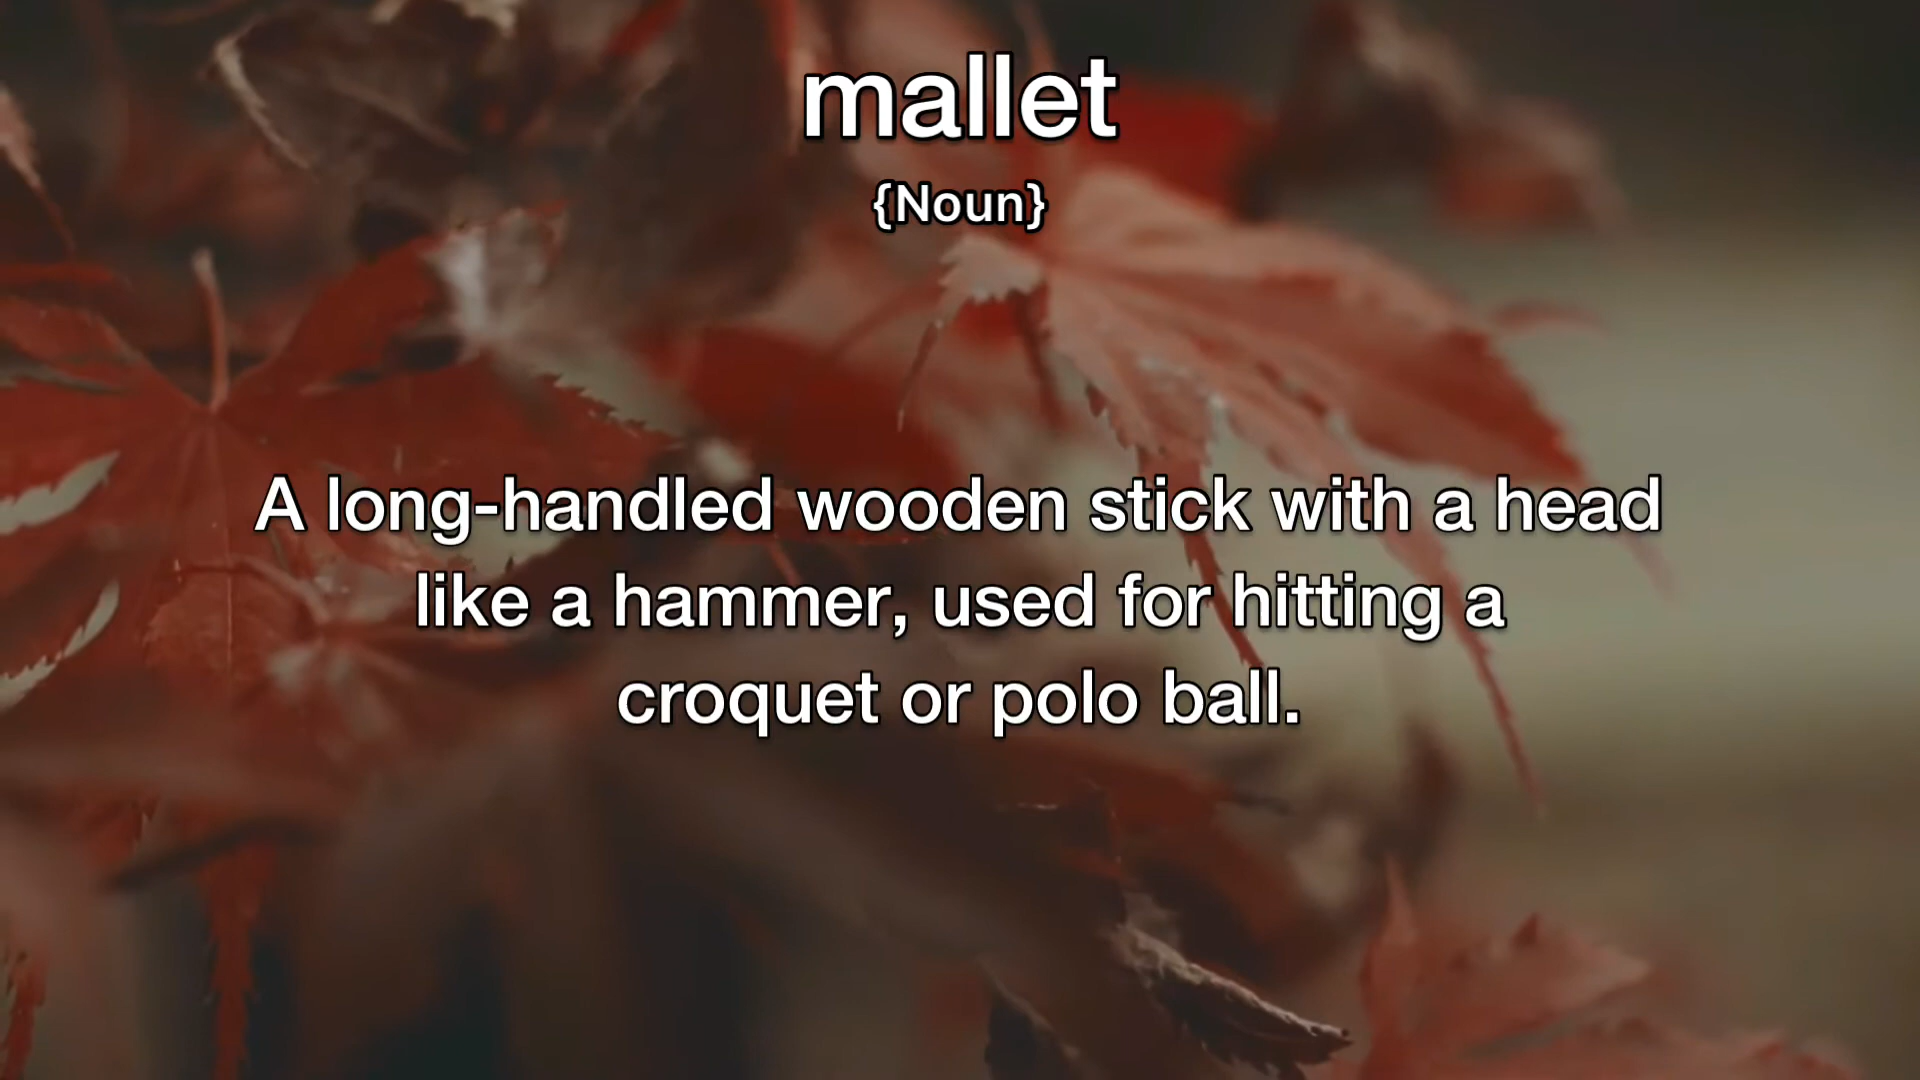 mallet
{Noun}
A long-handled wooden stick with a head
like a hammer, used for hitting a
croquet or polo ball.